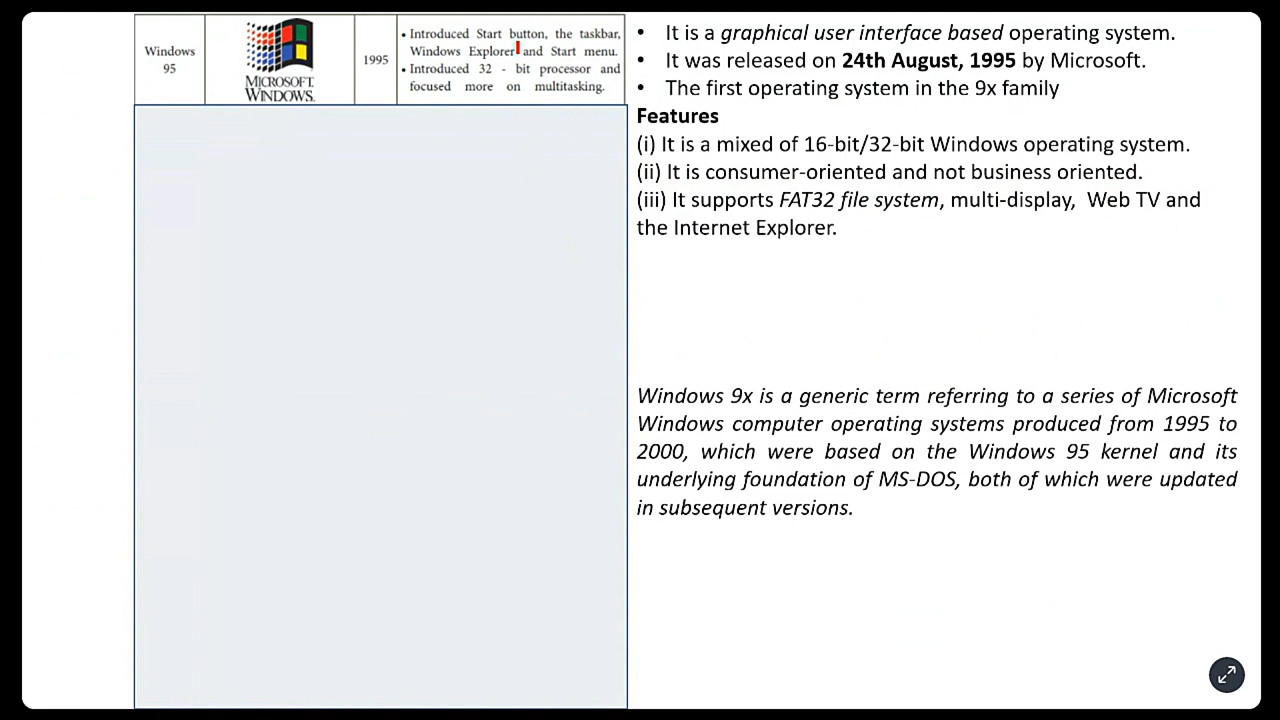 Windows
95
MICROSOFT.
WINDOWS.
1995
• Introduced Start button, the taskbar,
Windows Explorer and Start menu.
• Introduced 32 - bit processor and
focused more on multitasking.
• It is a graphical user interface based operating system.
• It was released on 24th August, 1995 by Microsoft.
• The first operating system in the 9x family
Features
(i) It is a mixed of 16-bit/32-bit Windows operating system.
(ii) It is consumer-oriented and not business oriented.
(iii) It supports FAT32 file system, multi-display, Web TV and
the Internet Explorer.
Windows 9x is a generic term referring to a series of Microsoft
Windows computer operating systems produced from 1995 to
2000, which were based on the Windows 95 kernel and its
underlying foundation of MS-DOS, both of which were updated
in subsequent versions.